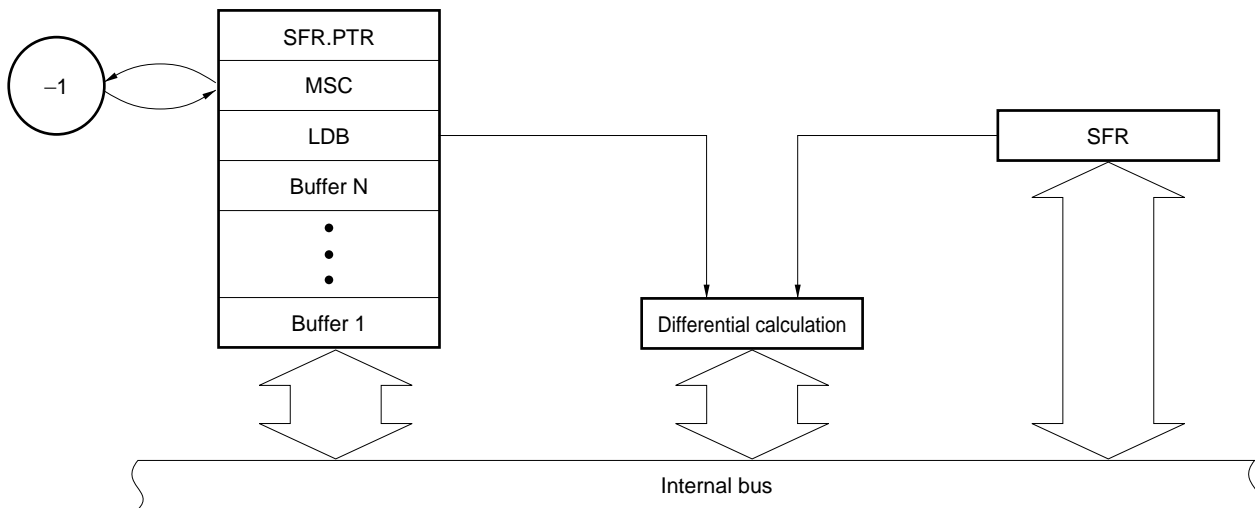 SFR.PTR
–1
MSC
LDB
SFR
Buffer N
Buffer 1
Differential calculation
Internal bus